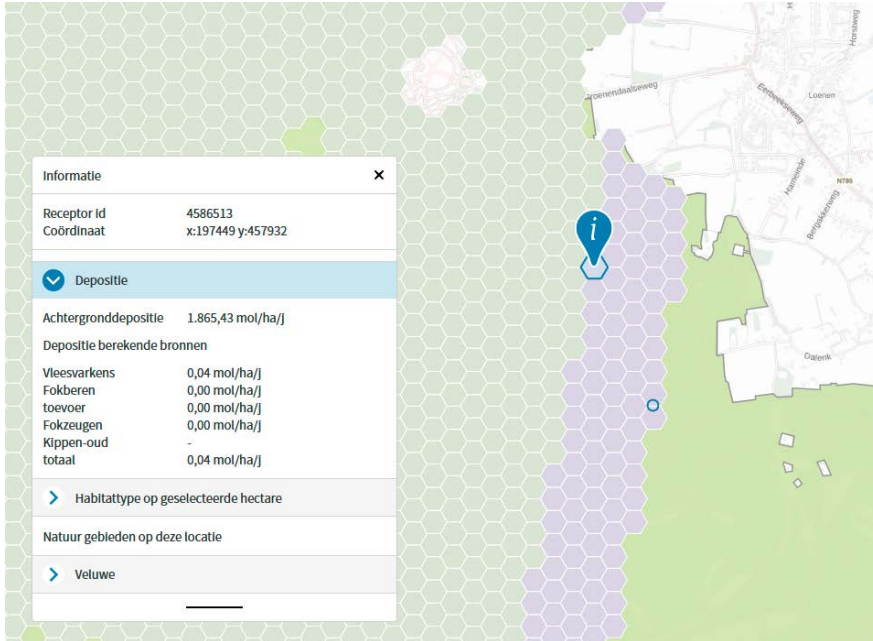 Informatie
Receptor id 4586513
Coördinaat x:197449 y:457932
Depositie
Achtergronddepositie 1.865,43 mol/ha/j
Depositie berekende bronnen
Vleesvarkens 0,04 mol/ha/j
Fokberen 0,00 mol/ha/j
toevoer 0,00 mol/ha/j
Fokzeugen 0,00 mol/ha/j
Kippen-oud -
totaal 0,04 mol/ha/j
Habitattype op geselecteerde hectare
Natuur gebieden op deze locatie
Veluwe
i
roenendaalseweg
Horstweg
Loenen
Eerbeekseweg
N786
Hameinde
Bergakkerweg
Dalenk